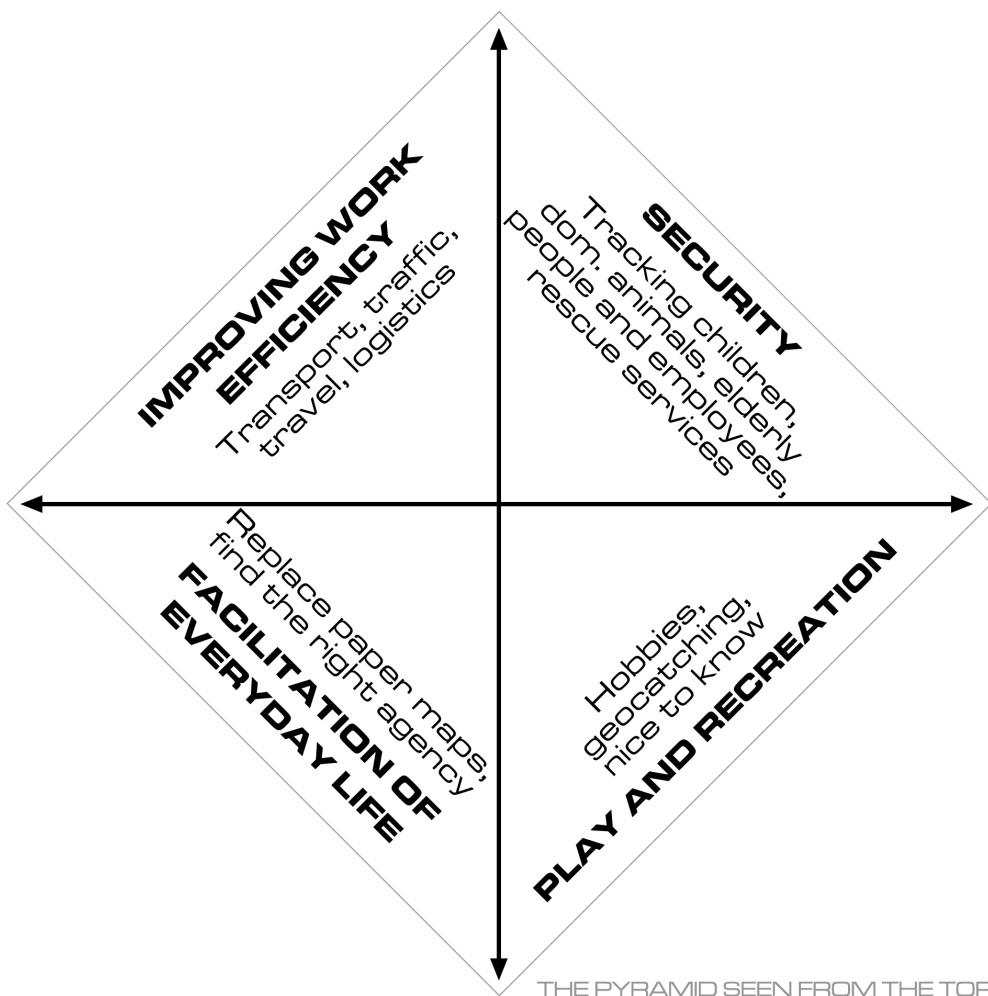 IMPROVING WORK
EFFICIENCY
Transport, traffic,
travel, logistics
SECURITY
Tracking children,
dom. animals, elderly
people and employees,
rescue services
Replace paper maps,
find the right agency
FACILITATION OF
EVERYDAY LIFE
Hobbies,
geocatching,
nice to know
PLAY AND RECREATION
THE PYRAMID SEEN FROM THE TOP